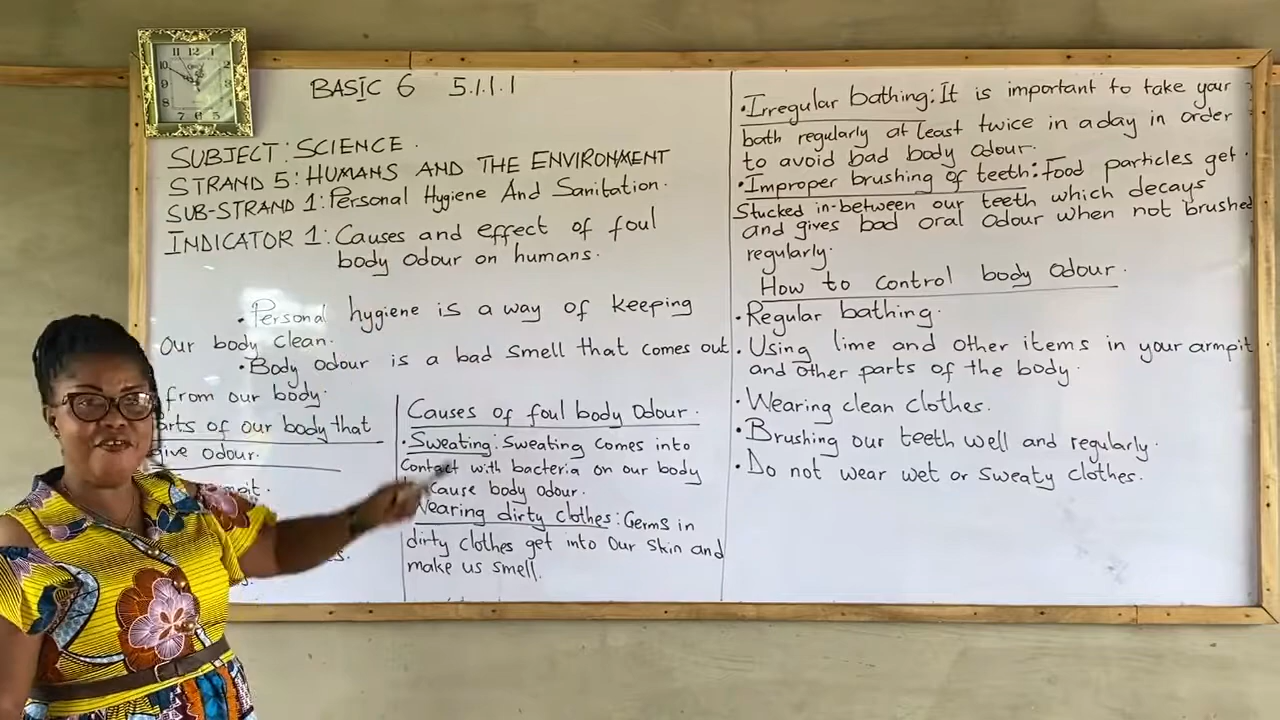 BASIC 6 5.1.1.1
SUBJECT: SCIENCE.
STRAND 5: HUMANS AND THE ENVIRONMENT
SUB-STRAND 1: Personal Hygiene And Sanitation.
INDICATOR 1: Causes and effect of foul
body odour on humans.
•Personal hygiene is a way of keeping
Our body clean.
•Body odour is a bad smell that comes out
from our body.
arts of our body that
give odour.
Causes of foul body Odour.
•Sweating: Sweating comes into
Contact with bacteria on our body
cause body odour.
Wearing dirty clothes: Germs in
dirty clothes get into Our skin and
make us smell.
•Irregular bathing: It is important to take your
bath regularly at least twice in a day in order
to avoid bad body odour.
•Improper brushing of teeth: Food particles get
Stucked in-between our teeth which decays
and gives bad oral odour when not brushed
regularly.
How to control body odour.
•Regular bathing.
•Using lime and other items in your armpit
and other parts of the body.
•Wearing clean clothes.
•Brushing our teeth well and regularly.
•Do not wear wet or sweaty clothes.